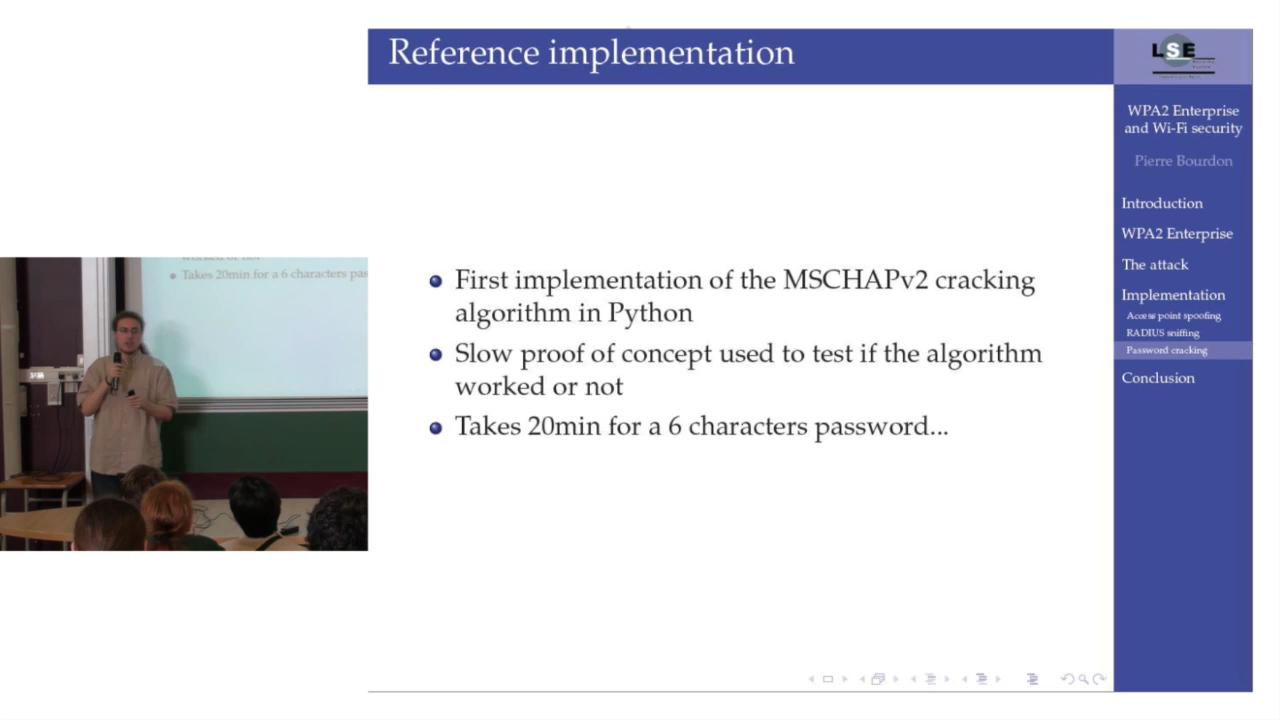 Reference implementation
First implementation of the MSCHAPv2 cracking
algorithm in Python
Slow proof of concept used to test if the algorithm
worked or not
Takes 20min for a 6 characters password...
LSE
WPA2 Enterprise
and Wi-Fi security
Pierre Bourdon
Introduction
WPA2 Enterprise
The attack
Implementation
Access point spoofing
RADIUS sniffing
Password cracking
Conclusion
Takes 20min for a 6 characters pas